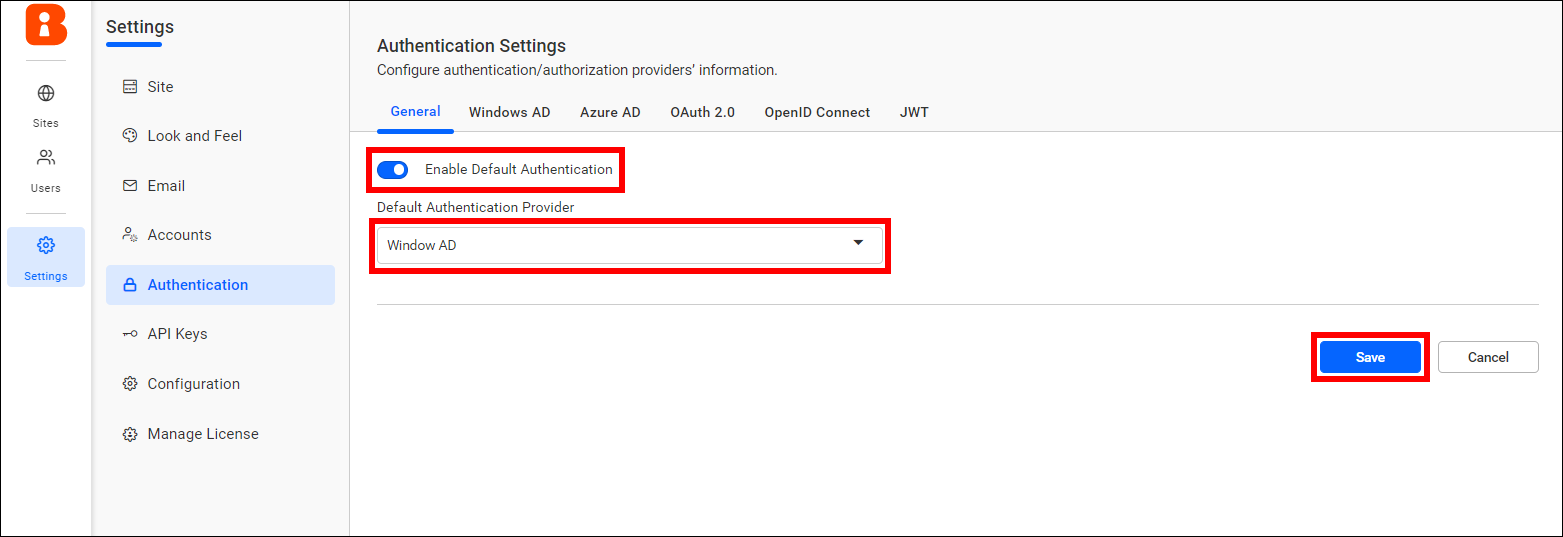 Sites
Users
Settings
Settings
Site
Look and Feel
Email
Accounts
Authentication
API Keys
Configuration
Manage License
Authentication Settings
Configure authentication/authorization providers' information.
General Windows AD Azure AD OAuth 2.0 OpenID Connect JWT
Enable Default Authentication
Default Authentication Provider
Window AD
Save Cancel